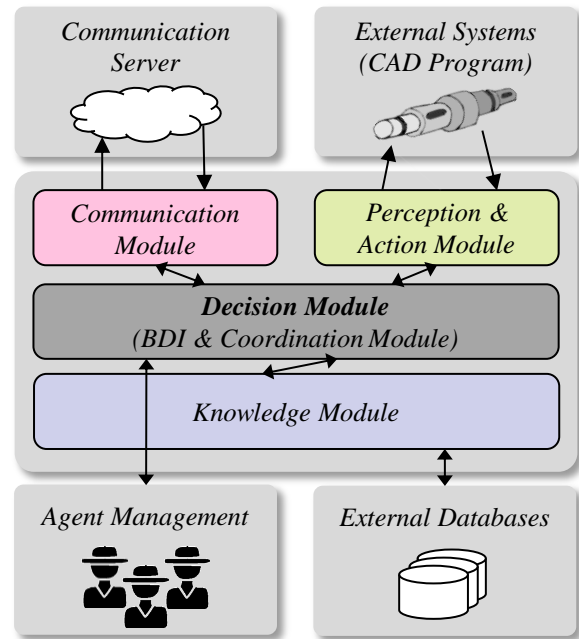 Communication
Server
External Systems
(CAD Program)
Communication
Module
Perception &
Action Module
Decision Module
(BDI & Coordination Module)
Knowledge Module
Agent Management
External Databases